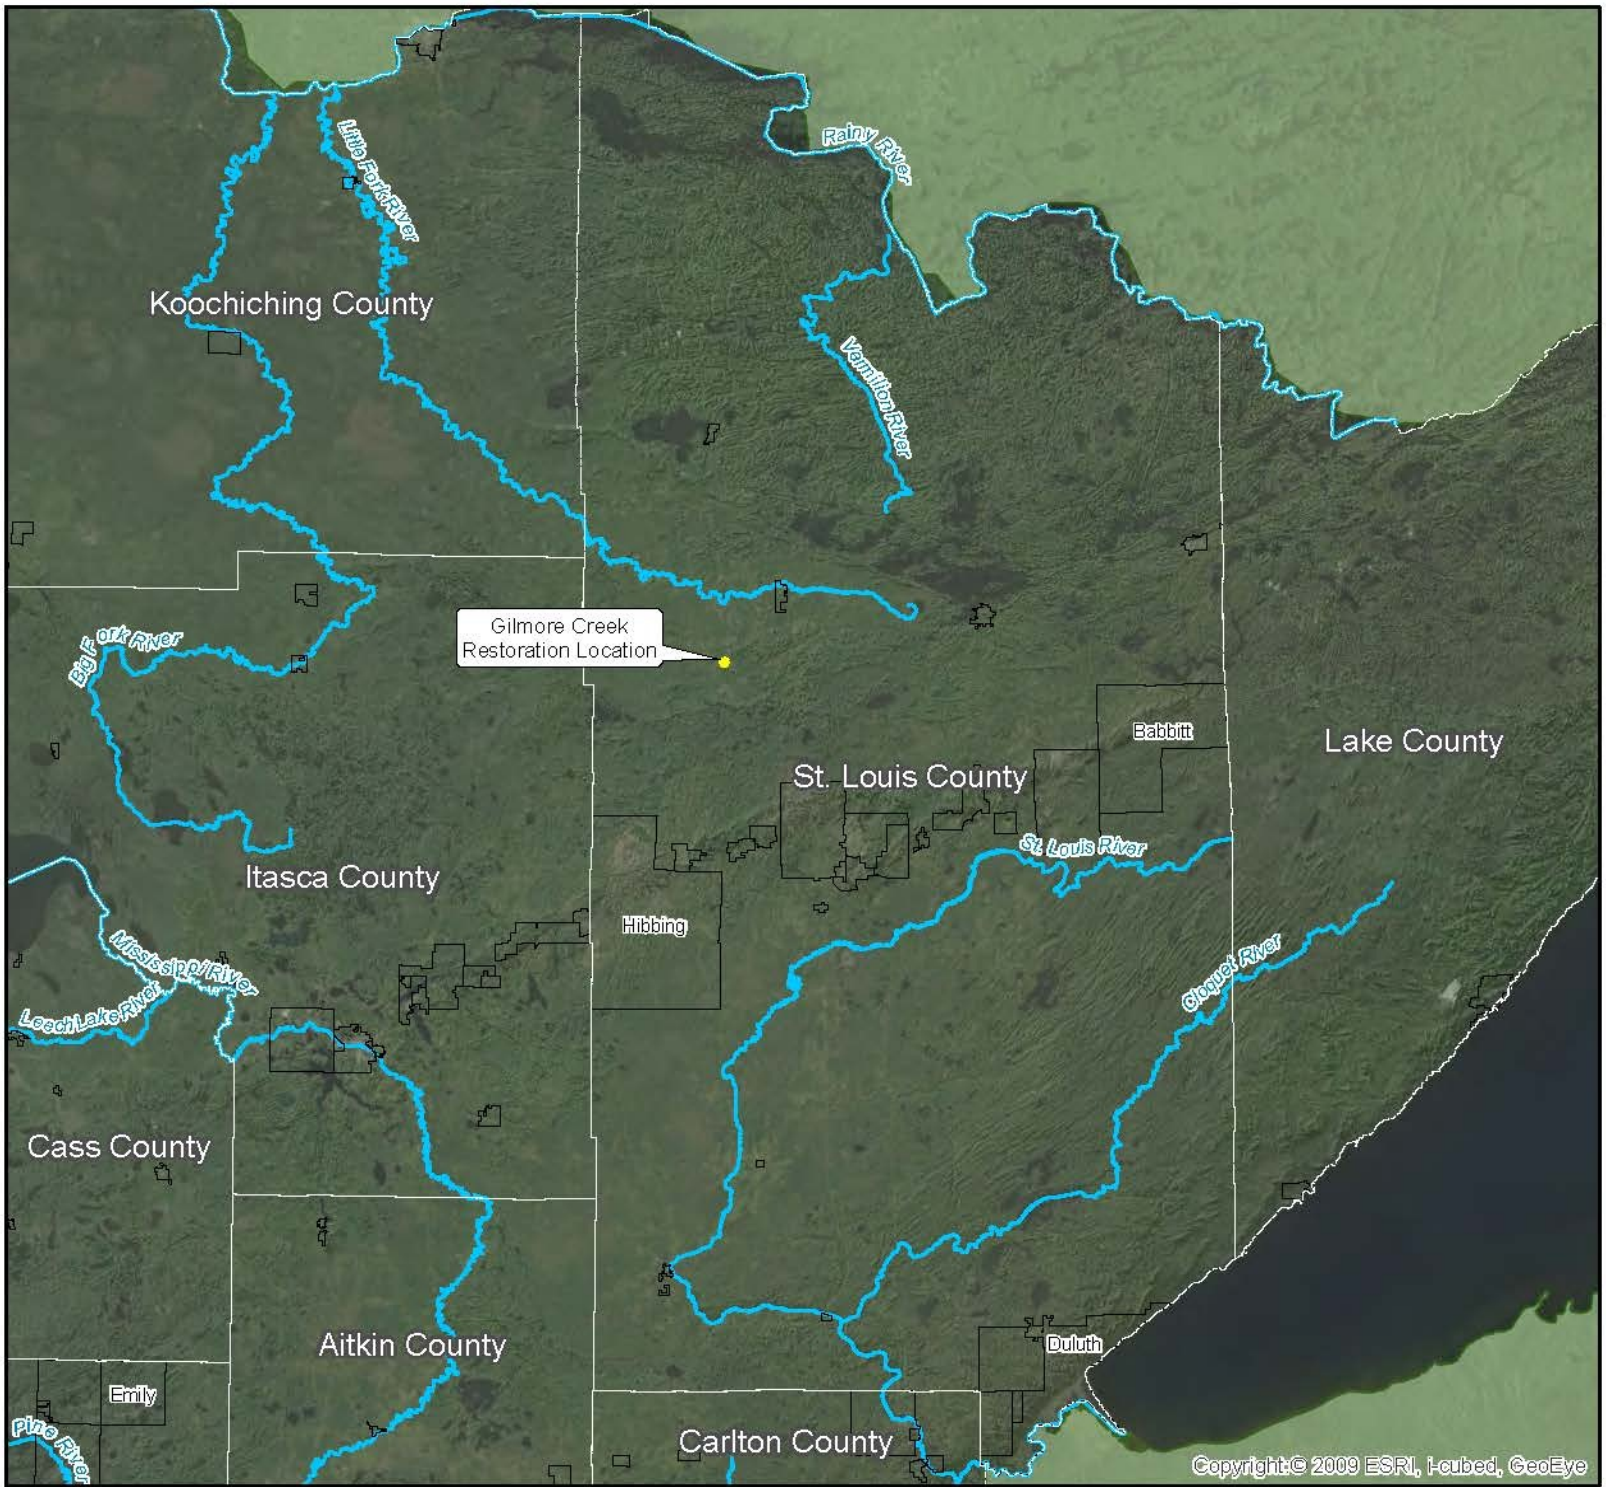 Rainy River
Little Fork River
Koochiching County
Vermilion River
Gilmore Creek
Restoration Location
Big Fork River
Babbitt
Lake County
St. Louis County
St. Louis River
Itasca County
Hibbing
Mississippi River
Cloquet River
Leech Lake River
Cass County
Aitkin County
Duluth
Emily
Pine River
Carlton County
Copyright:© 2009 ESRI, i-cubed, GeoEye